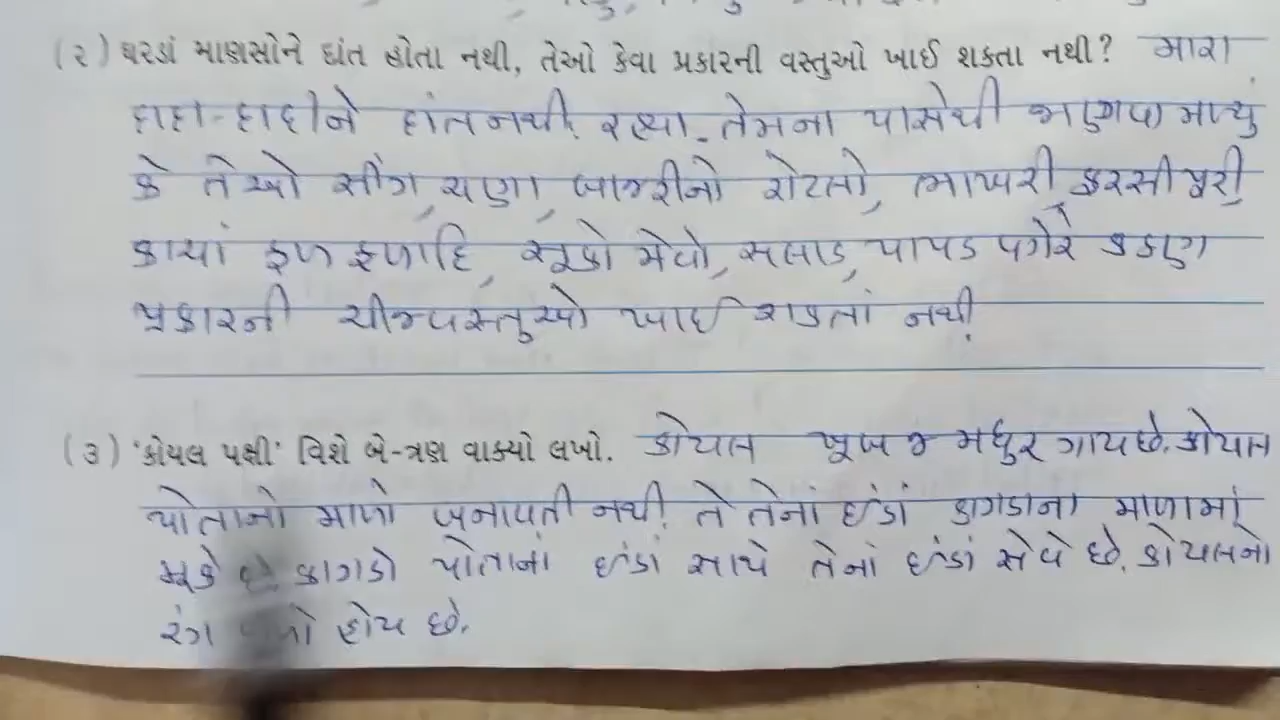 (૨) ઘરડાં માણસોને દાંત હોતા નથી, તેઓ કેવા પ્રકારની વસ્તુઓ ખાઈ શકતા નથી? મારા
દાદા-દાદીને દાંત નથી. રહ્યા. તેમના પાસેથી જાણવા મળ્યું
કે તેઓ સીંગ, ચણા, બાજરીનો રોટલો, ભાખરી, ફરસીપૂરી,
કાચાં ફળ ફળાદિ, સૂકો મેવો, સલાડ, પાપડ વગેરે કઠણ
પ્રકારની ચીજવસ્તુઓ ખાઈ શકતાં નથી.
(૩) 'કોયલ પક્ષી' વિશે બે-ત્રણ વાક્યો લખો. કોયલ ખૂબ જ મધુર ગાય છે. કોયલ
પોતાનો માળો બનાવતી નથી. તે તેનાં ઈંડાં કાગડાના માળામાં
મૂકે છે. કાગડો પોતાનાં ઈંડાં સાથે તેનાં ઈંડાં સેવે છે. કોયલનો
રંગ હોય છે.